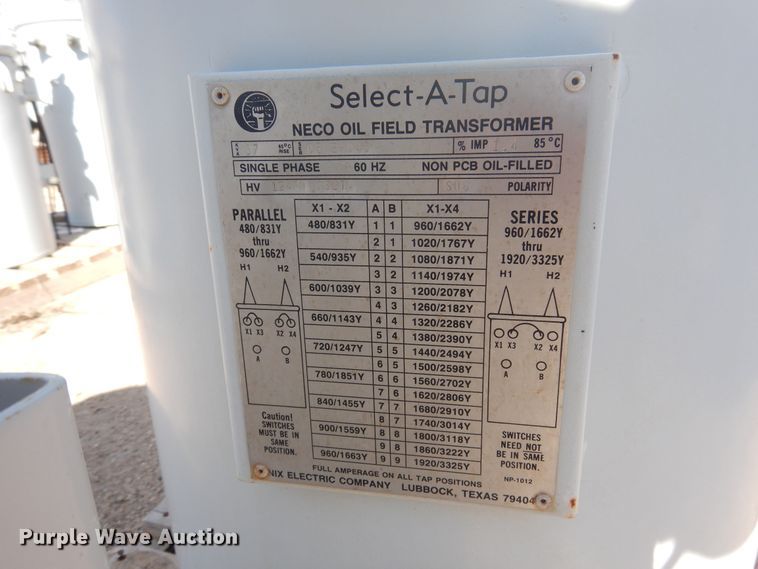 Select-A-Tap
NECO OIL FIELD TRANSFORMER
% IMP 85°C
SINGLE PHASE 60 HZ NON PCB OIL-FILLED
HV POLARITY
PARALLEL
480/831Y
thru
960/1662Y
H1 H2
X1 X3 X2 X4
A B
Caution!
SWITCHES
MUST BE IN
SAME
POSITION.
X1 - X2 A B X1-X4
480/831Y 1 1 960/1662Y
2 1 1020/1767Y
540/935Y 2 2 1080/1871Y
3 2 1140/1974Y
600/1039Y 3 3 1200/2078Y
4 3 1260/2182Y
660/1143Y 4 4 1320/2286Y
5 4 1380/2390Y
720/1247Y 5 5 1440/2494Y
6 5 1500/2598Y
780/1851Y 6 6 1560/2702Y
7 6 1620/2806Y
840/1455Y 7 7 1680/2910Y
8 7 1740/3014Y
900/1559Y 8 8 1800/3118Y
9 8 1860/3222Y
960/1663Y 9 9 1920/3325Y
SERIES
960/1662Y
thru
1920/3325Y
H1 H2
X1 X3 X2 X4
A B
SWITCHES
NEED NOT
BE IN SAME
POSITION.
FULL AMPERAGE ON ALL TAP POSITIONS
NP-1012
NIX ELECTRIC COMPANY LUBBOCK, TEXAS 79404
Purple Wave Auction